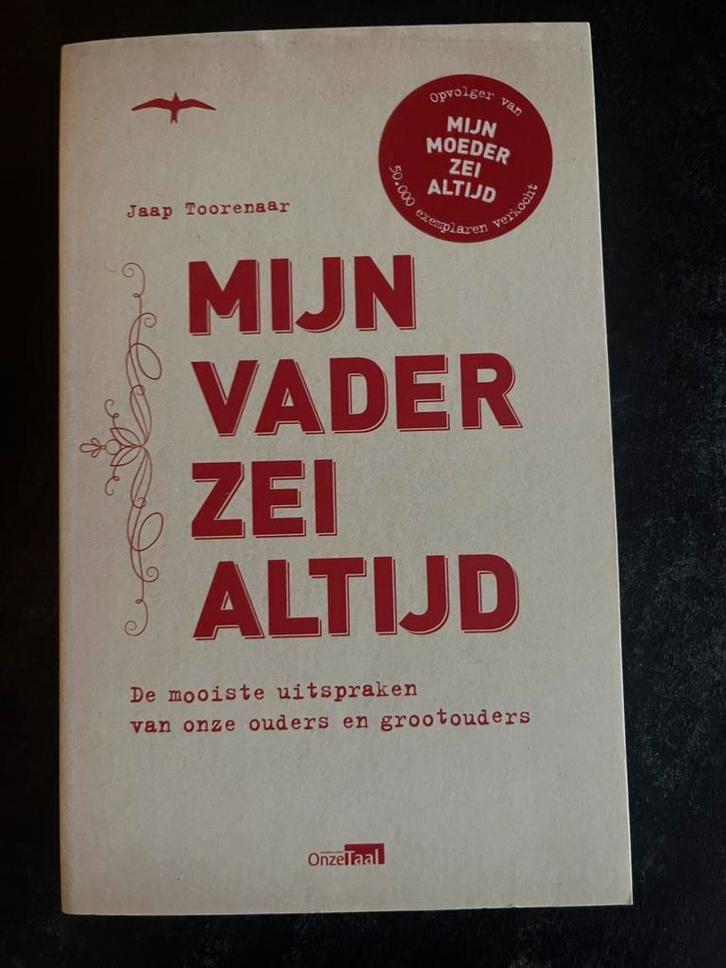 Opvolger van
MIJN
MOEDER
ZEI
ALTIJD
50.000 exemplaren verkocht
Jaap Toorenaar
MIJN
VADER
ZEI
ALTIJD
De mooiste uitspraken
van onze ouders en grootouders
OnzeTaal